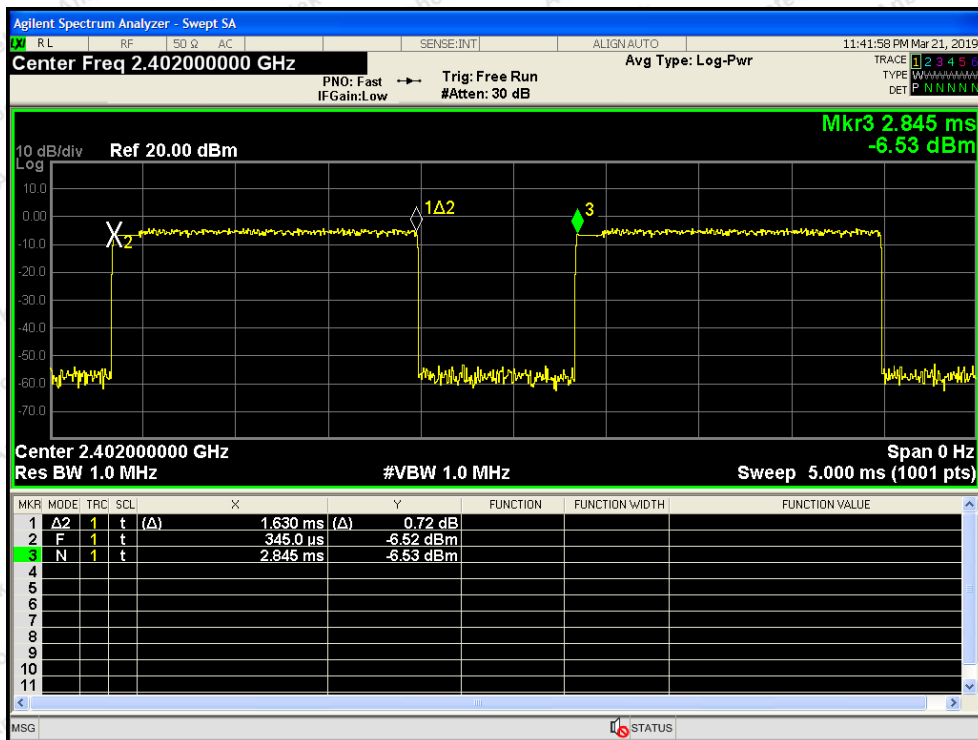 Agilent Spectrum Analyzer - Swept SA
LXI RL RF 50 Ω AC SENSE:INT ALIGNAUTO 11:41:58 PM Mar 21, 2019
Center Freq 2.402000000 GHz Avg Type: Log-Pwr TRACE 1 2 3 4 5 6
PNO: Fast Trig: Free Run TYPE WWWWWW
IFGain:Low #Atten: 30 dB DET P N N N N N
Mkr3 2.845 ms
10 dB/div Ref 20.00 dBm -6.53 dBm
Log
10.0
0.00
1Δ2
3
-10.0
2
-20.0
-30.0
-40.0
-50.0
-60.0
-70.0
Center 2.402000000 GHz Span 0 Hz
Res BW 1.0 MHz #VBW 1.0 MHz Sweep 5.000 ms (1001 pts)
MKR MODE TRC SCL X Y FUNCTION FUNCTION WIDTH FUNCTION VALUE
1 Δ2 1 t (Δ) 1.630 ms (Δ) 0.72 dB
2 F 1 t 345.0 µs -6.52 dBm
3 N 1 t 2.845 ms -6.53 dBm
4
5
6
7
8
9
10
11
MSG STATUS